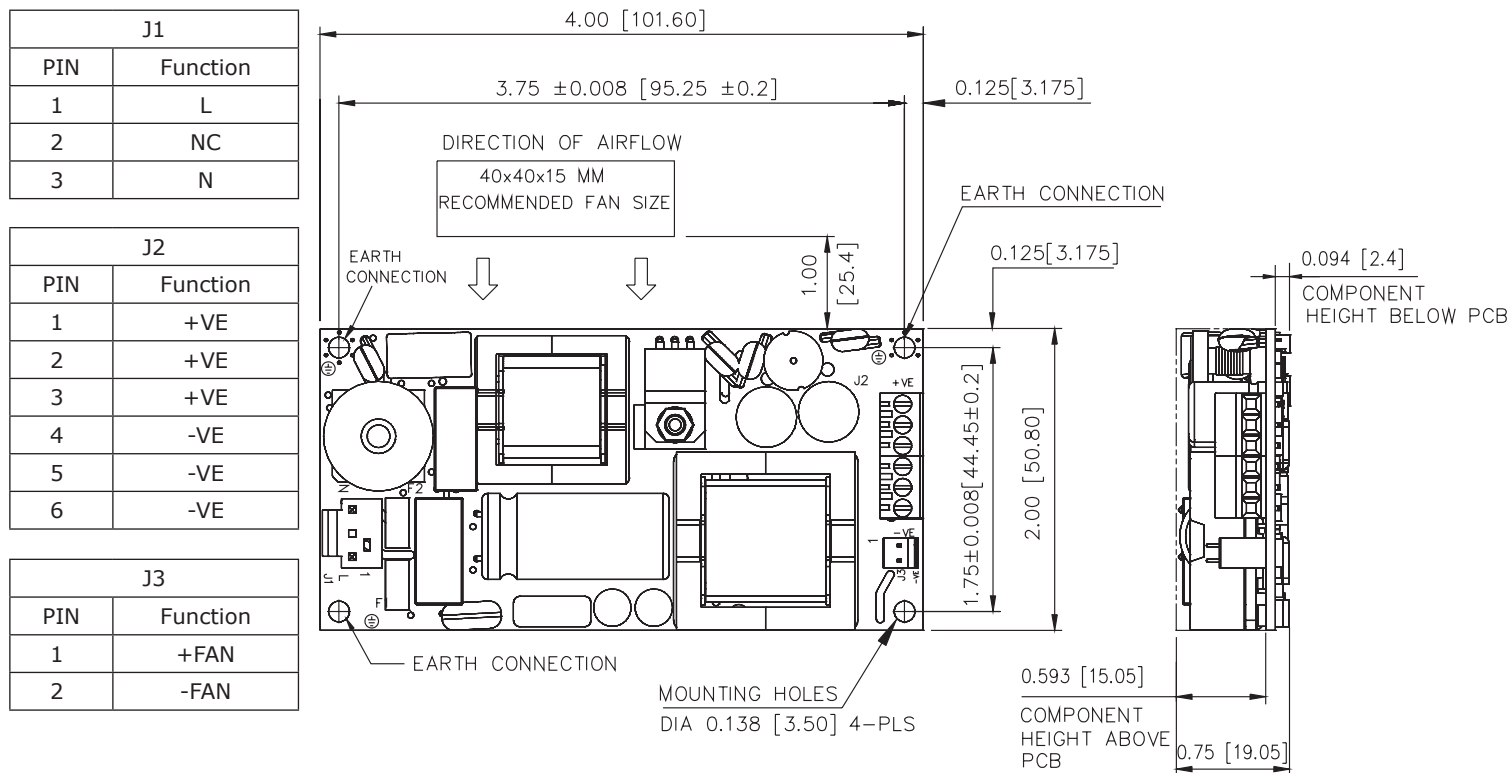 J1
PIN Function
1 L
2 NC
3 N
J2
PIN Function
1 +VE
2 +VE
3 +VE
4 -VE
5 -VE
6 -VE
J3
PIN Function
1 +FAN
2 -FAN
4.00 [101.60]
3.75 ±0.008 [95.25 ±0.2]
0.125[3.175]
DIRECTION OF AIRFLOW
40x40x15 MM
RECOMMENDED FAN SIZE
EARTH CONNECTION
EARTH
CONNECTION
1.00
[25.4]
0.125[3.175]
0.094 [2.4]
COMPONENT
HEIGHT BELOW PCB
J2
+VE
N
F2
1.75±0.008[44.45±0.2]
2.00 [50.80]
1
-VE
J3
-VE
J1
L
1
F1
EARTH CONNECTION
MOUNTING HOLES
DIA 0.138 [3.50] 4-PLS
0.593 [15.05]
COMPONENT
HEIGHT ABOVE
PCB
0.75 [19.05]